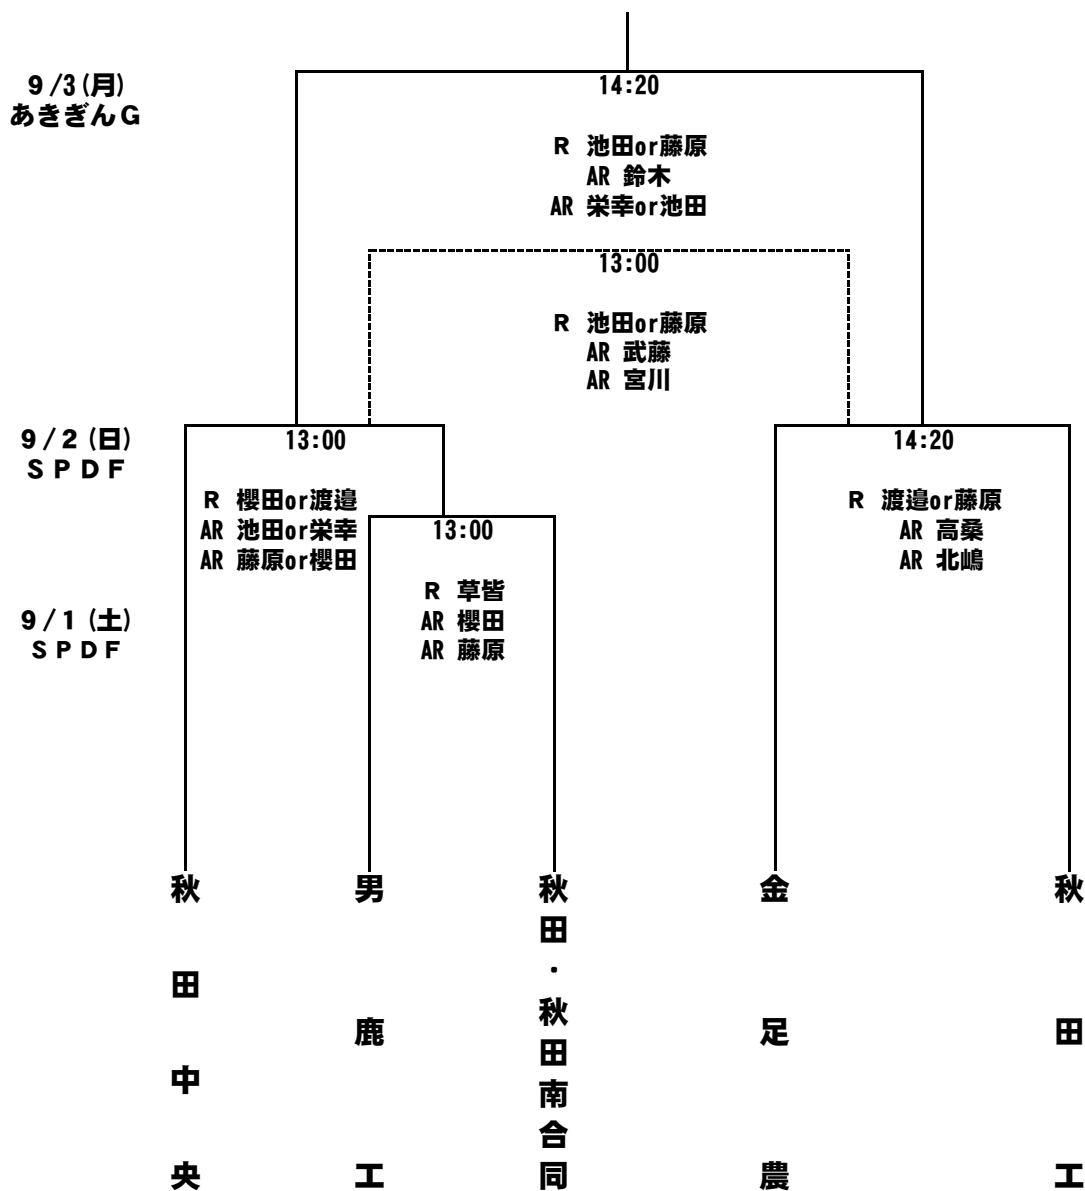 9/3(月)
あきぎんG
14:20
R 池田or藤原
AR 鈴木
AR 栄幸or池田
13:00
R 池田or藤原
AR 武藤
AR 宮川
9/2(日)
SPDF
13:00
R 櫻田or渡邉
AR 池田or栄幸
AR 藤原or櫻田
14:20
R 渡邉or藤原
AR 高桑
AR 北嶋
13:00
R 草皆
AR 櫻田
AR 藤原
9/1(土)
SPDF
秋田中央
男鹿工
秋田・秋田南合同
金足農
秋田工